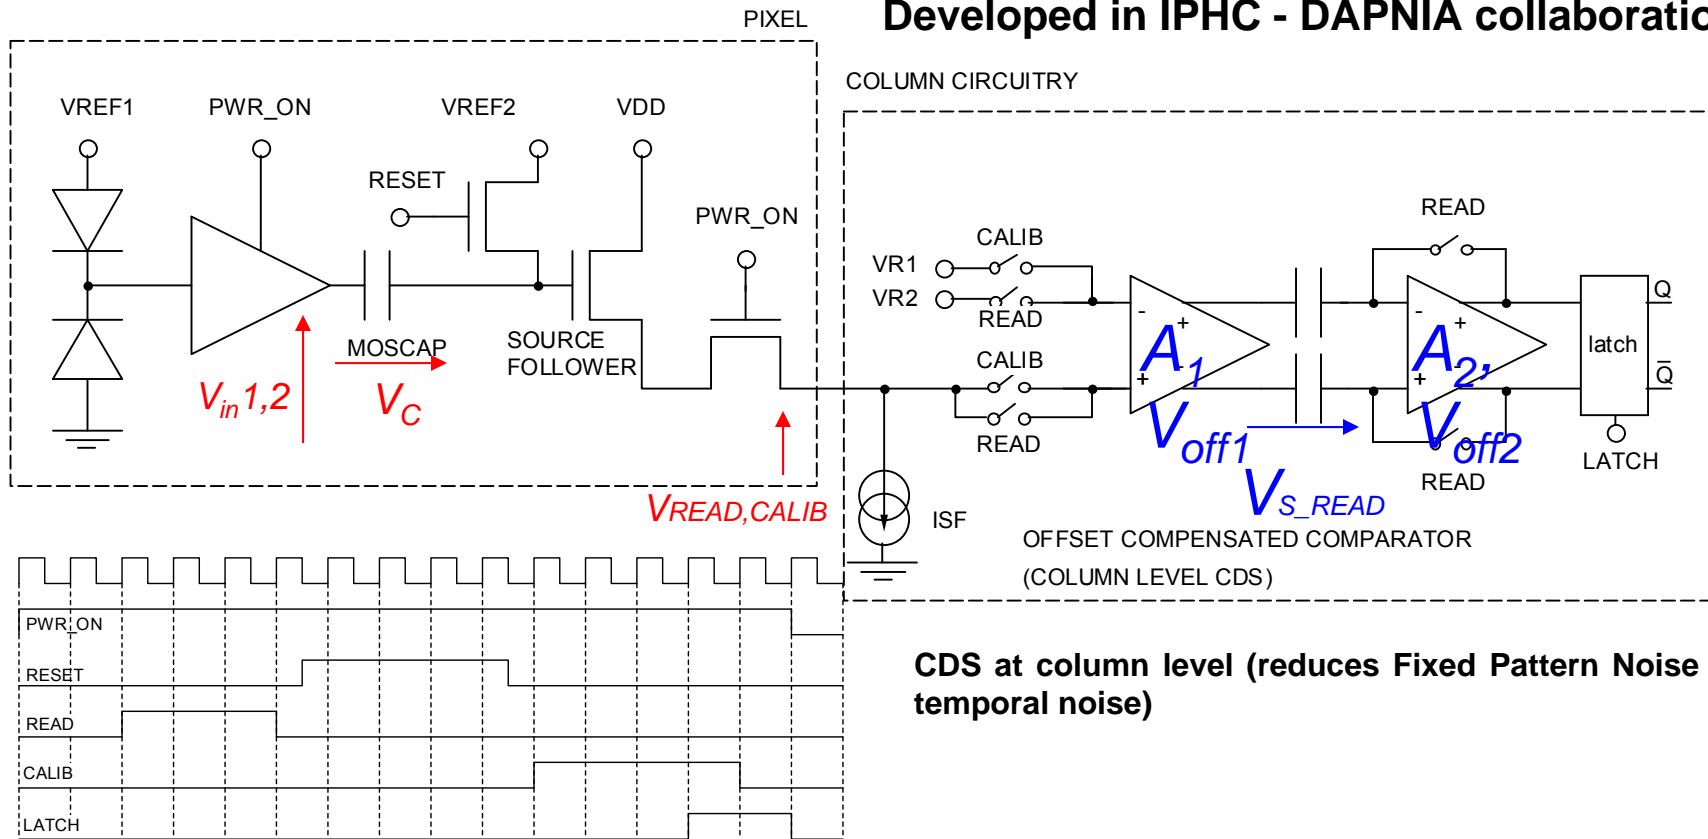 Developed in IPHC - DAPNIA collaboratio
PIXEL
COLUMN CIRCUITRY
VREF1
PWR_ON
VREF2
VDD
RESET
PWR_ON
MOSCAP
SOURCE
FOLLOWER
Vin1,2
VC
VREAD,CALIB
CALIB
VR1
VR2
READ
CALIB
READ
ISF
- +
+ -
A1
Voff1
VS_READ
READ
- +
+ -
A2,
Voff2
READ
latch
Q
Q̅
LATCH
OFFSET COMPENSATED COMPARATOR
(COLUMN LEVEL CDS)
PWR_ON
RESET
READ
CALIB
LATCH
CDS at column level (reduces Fixed Pattern Noise
temporal noise)